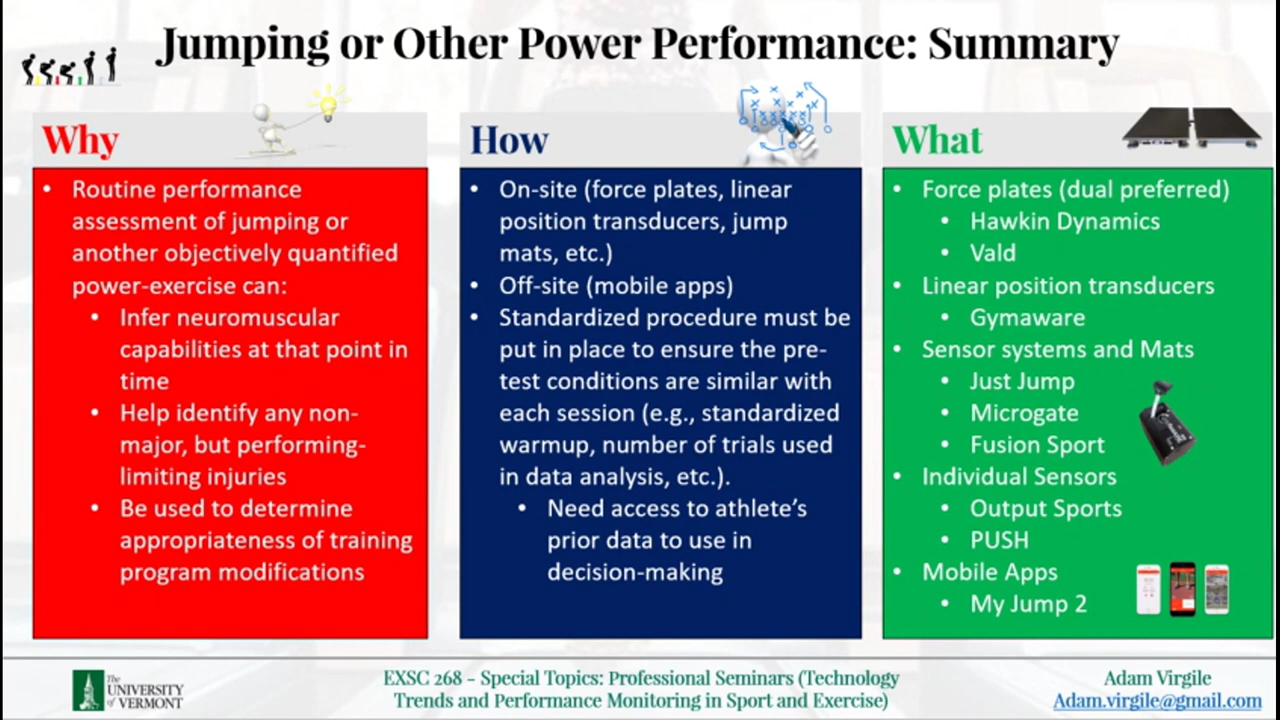 Jumping or Other Power Performance: Summary
Why
• Routine performance
assessment of jumping or
another objectively quantified
power-exercise can:
• Infer neuromuscular
capabilities at that point in
time
• Help identify any non-
major, but performing-
limiting injuries
• Be used to determine
appropriateness of training
program modifications
How
• On-site (force plates, linear
position transducers, jump
mats, etc.)
• Off-site (mobile apps)
• Standardized procedure must be
put in place to ensure the pre-
test conditions are similar with
each session (e.g., standardized
warmup, number of trials used
in data analysis, etc.).
• Need access to athlete's
prior data to use in
decision-making
What
• Force plates (dual preferred)
• Hawkin Dynamics
• Vald
• Linear position transducers
• Gymaware
• Sensor systems and Mats
• Just Jump
• Microgate
• Fusion Sport
• Individual Sensors
• Output Sports
• PUSH
• Mobile Apps
• My Jump 2
The
UNIVERSITY
of VERMONT
EXSC 268 – Special Topics: Professional Seminars (Technology
Trends and Performance Monitoring in Sport and Exercise)
Adam Virgile
Adam.virgile@gmail.com